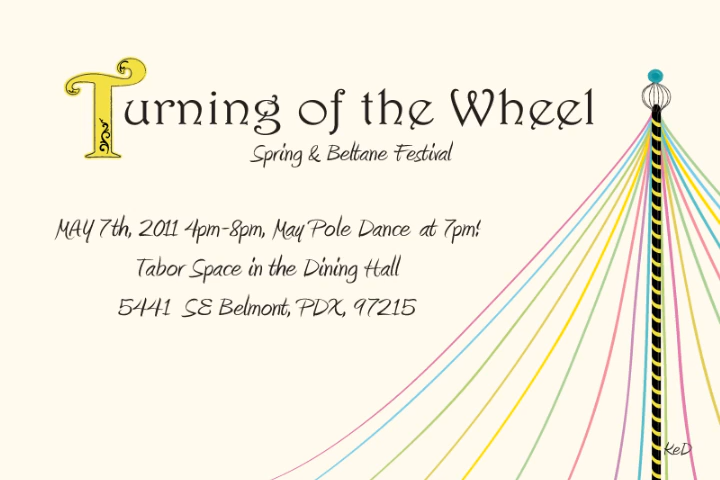 Turning of the Wheel
Spring & Beltane Festival
MAY 7th, 2011 4pm-8pm, May Pole Dance at 7pm!
Tabor Space in the Dining Hall
5441 SE Belmont, PDX, 97215
KeD